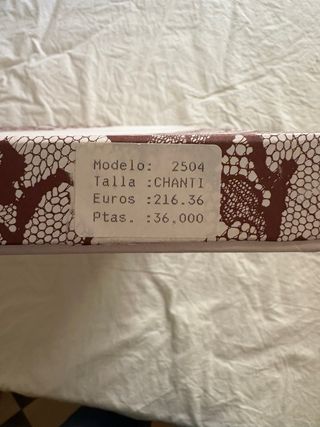 Modelo: 2504
Talla :CHANTI
Euros :216.36
Ptas. :36,000